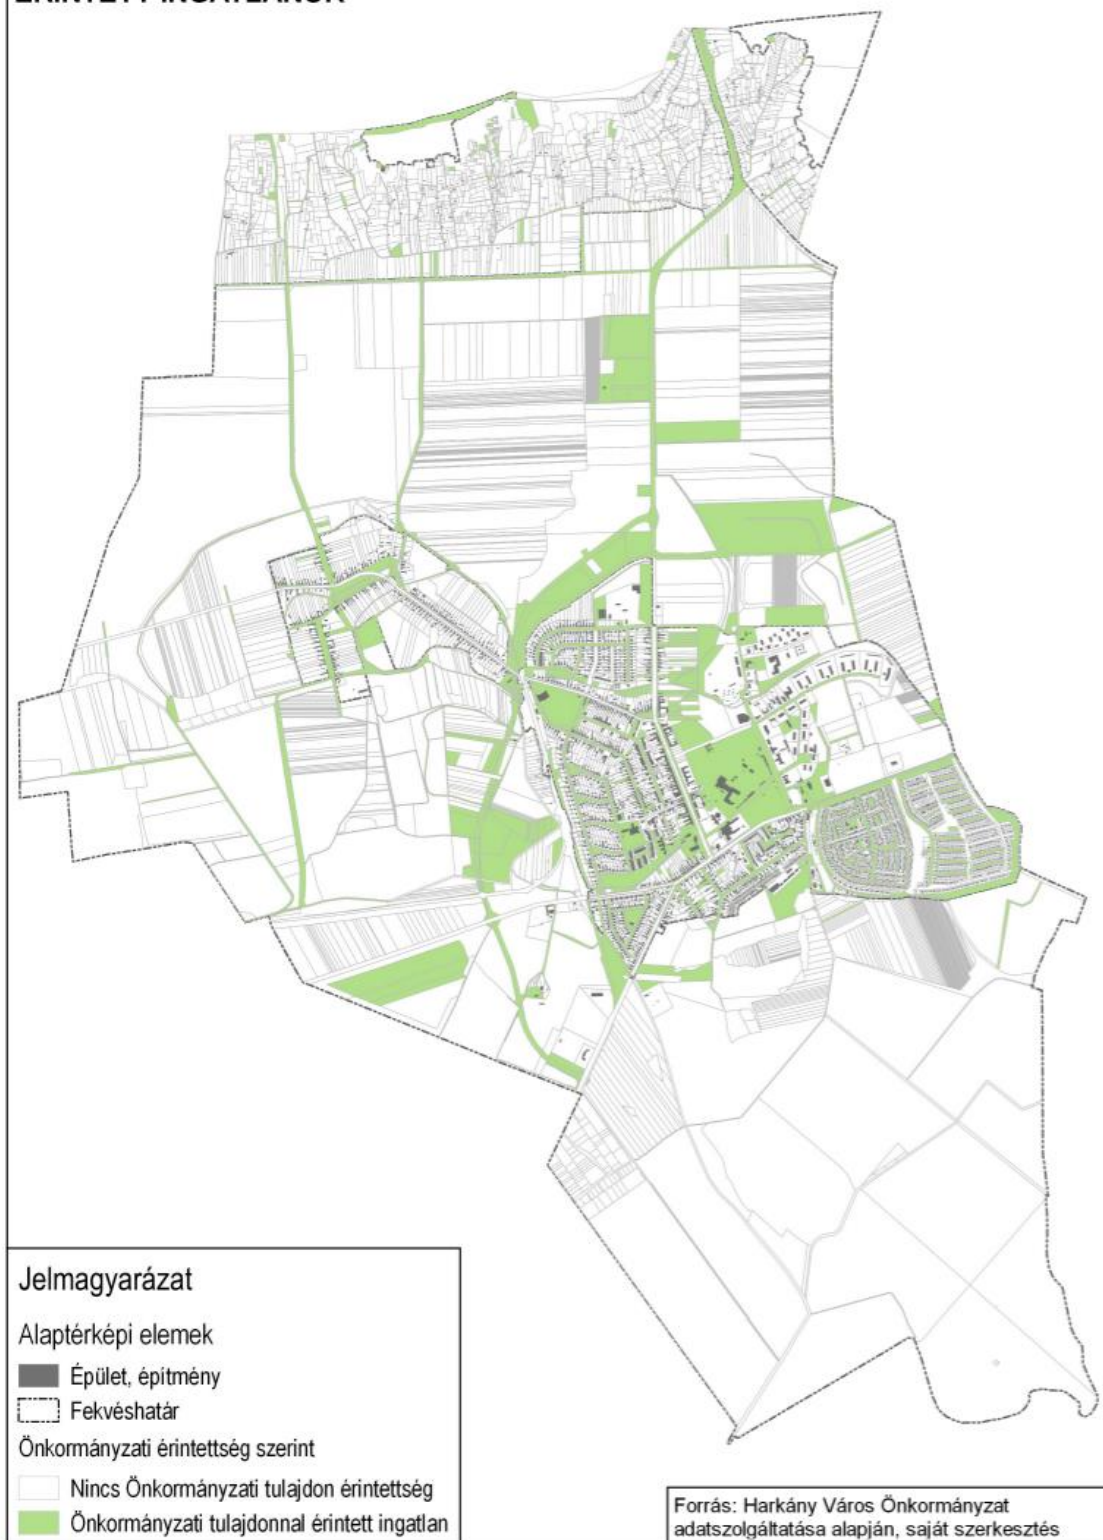 ÉRINTETT INGATLANOK
Jelmagyarázat
Alaptérképi elemek
Épület, építmény
Fekvéshatár
Önkormányzati érintettség szerint
Nincs Önkormányzati tulajdon érintettség
Önkormányzati tulajdonnal érintett ingatlan
Forrás: Harkány Város Önkormányzat
adatszolgáltatása alapján, saját szerkesztés